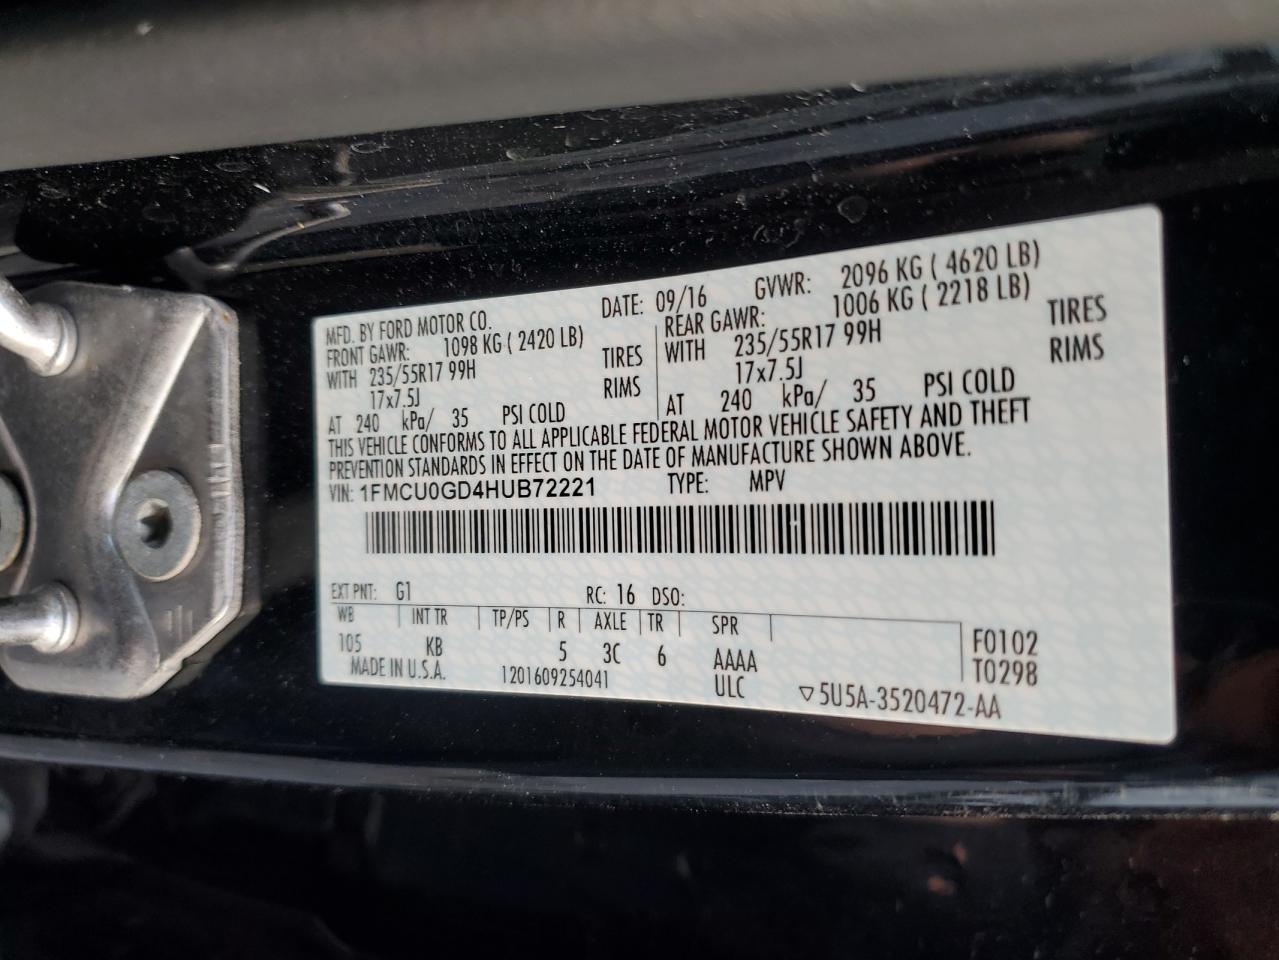 MFD. BY FORD MOTOR CO. DATE: 09/16 GVWR: 2096 KG ( 4620 LB)
FRONT GAWR: 1098 KG ( 2420 LB) REAR GAWR: 1006 KG ( 2218 LB)
WITH 235/55R17 99H TIRES WITH 235/55R17 99H TIRES
17x7.5J RIMS 17x7.5J RIMS
AT 240 kPa/ 35 PSI COLD AT 240 kPa/ 35 PSI COLD
THIS VEHICLE CONFORMS TO ALL APPLICABLE FEDERAL MOTOR VEHICLE SAFETY AND THEFT
PREVENTION STANDARDS IN EFFECT ON THE DATE OF MANUFACTURE SHOWN ABOVE.
VIN: 1FMCU0GD4HUB72221 TYPE: MPV
EXT PNT: G1 RC: 16 DSO:
WB INT TR TP/PS R AXLE TR SPR
105 KB 5 3C 6 AAAA F0102
MADE IN U.S.A. 1201609254041 ULC T0298
▽5U5A-3520472-AA